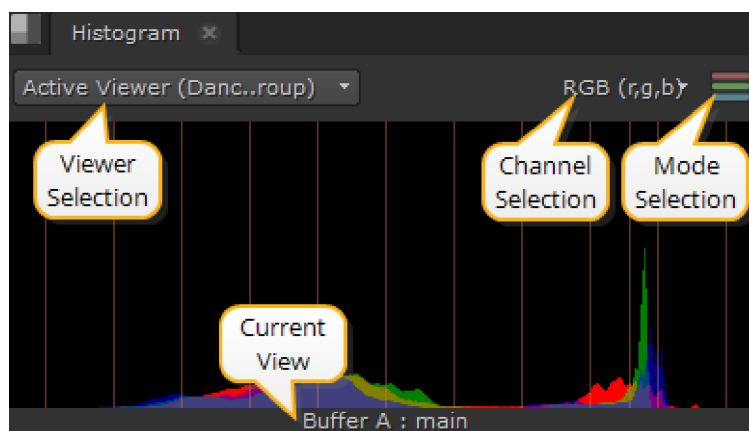 Histogram
Active Viewer (Danc..roup)
RGB (r,g,b)
Viewer
Selection
Channel
Selection
Mode
Selection
Current
View
Buffer A : main